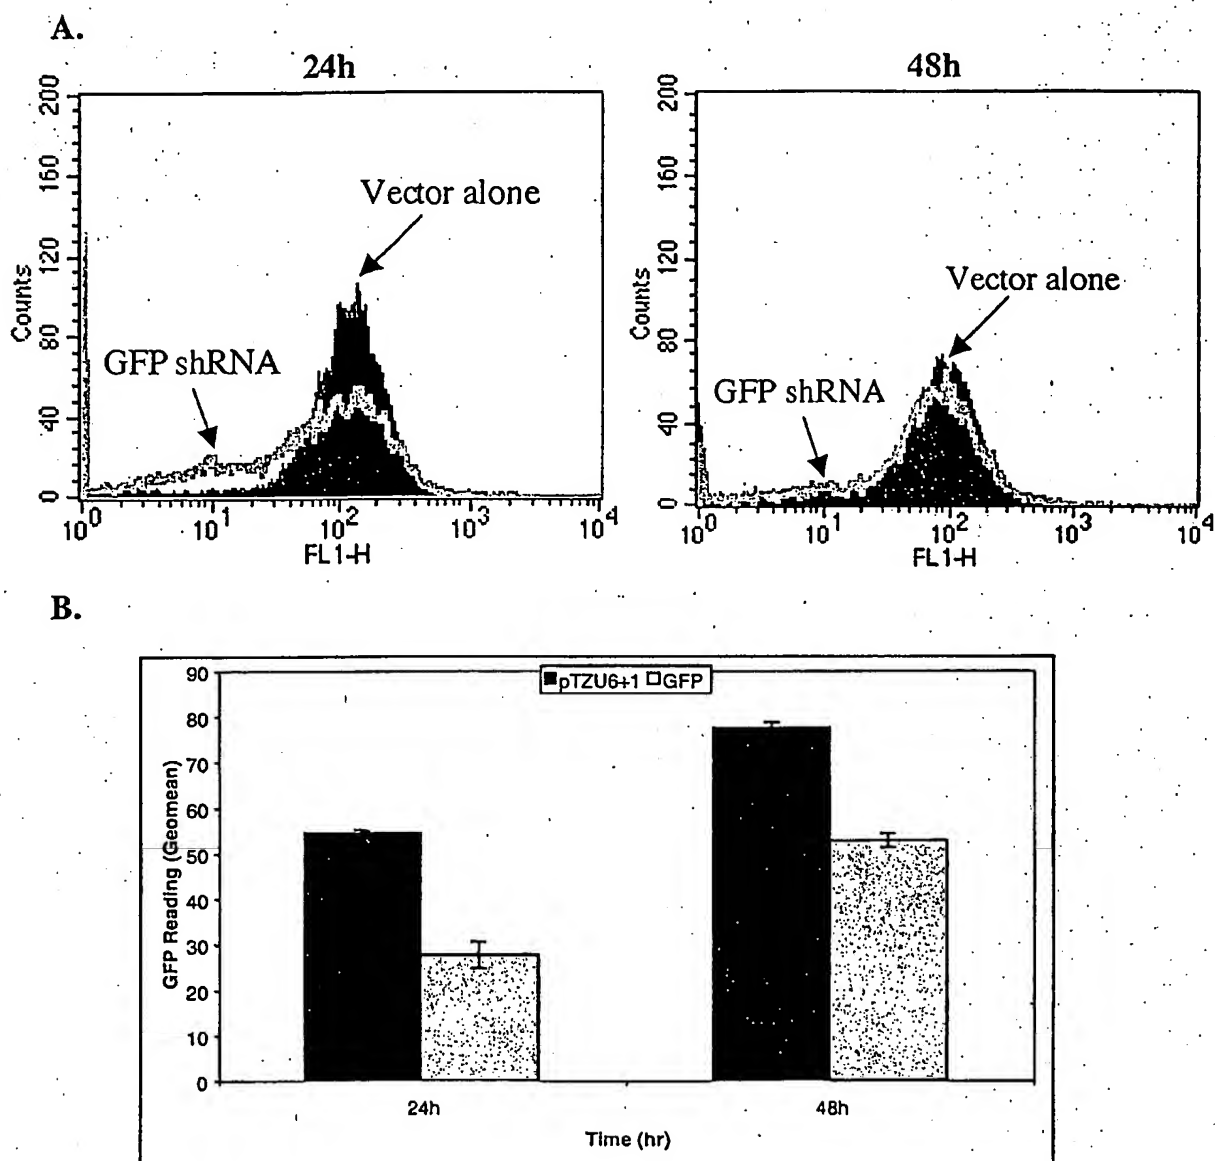 A.
24h
200
160
120
80
40
0
Counts
Vector alone
GFP shRNA
10^0 10^1 10^2 10^3 10^4
FL1-H
48h
200
160
120
80
40
0
Counts
Vector alone
GFP shRNA
10^0 10^1 10^2 10^3 10^4
FL1-H
B.
pTZU6+1 GFP
90
80
70
60
50
40
30
20
10
0
GFP Reading (Geomean)
24h 48h
Time (hr)